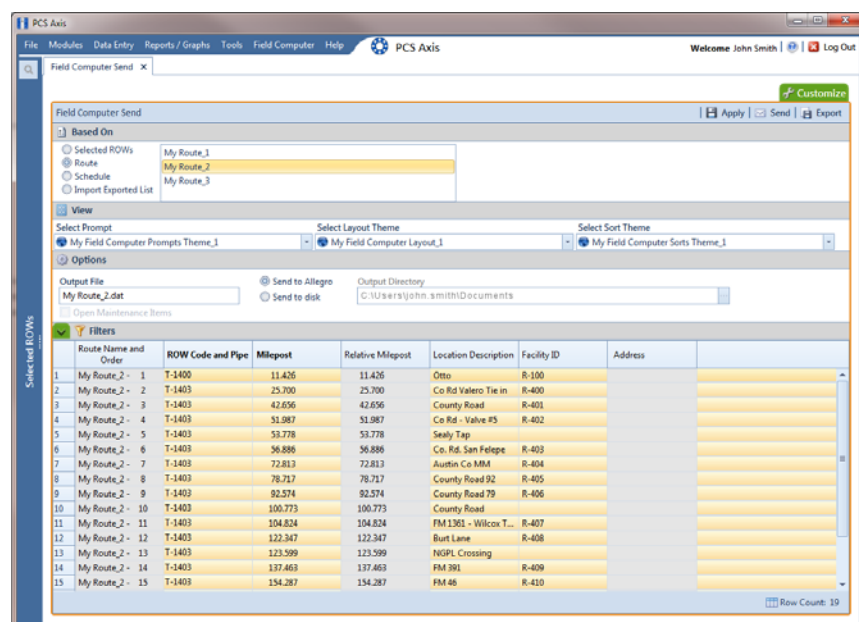 PCS Axis
File Modules Data Entry Reports / Graphs Tools Field Computer Help PCS Axis Welcome John Smith Log Out
Field Computer Send X
Customize
Field Computer Send Apply Send Export
Based On
Selected ROWs
Route
Schedule
Import Exported List
My Route_1
My Route_2
My Route_3
View
Select Prompt Select Layout Theme Select Sort Theme
My Field Computer Prompts Theme_1 My Field Computer Layout_1 My Field Computer Sorts Theme_1
Options
Output File Send to Allegro Output Directory
My Route_2.dat Send to disk C:\Users\john.smith\Documents
Open Maintenance Items
Selected ROWs
Filters
Route Name and Order ROW Code and Pipe Milepost Relative Milepost Location Description Facility ID Address
1 My Route_2 - 1 T-1400 11.426 11.426 Otto R-100
2 My Route_2 - 2 T-1403 25.700 25.700 Co Rd Valero Tie in R-400
3 My Route_2 - 3 T-1403 42.656 42.656 County Road R-401
4 My Route_2 - 4 T-1403 51.987 51.987 Co Rd - Valve #5 R-402
5 My Route_2 - 5 T-1403 53.778 53.778 Sealy Tap
6 My Route_2 - 6 T-1403 56.886 56.886 Co. Rd. San Felepe R-403
7 My Route_2 - 7 T-1403 72.813 72.813 Austin Co MM R-404
8 My Route_2 - 8 T-1403 78.717 78.717 County Road 92 R-405
9 My Route_2 - 9 T-1403 92.574 92.574 County Road 79 R-406
10 My Route_2 - 10 T-1403 100.773 100.773 County Road
11 My Route_2 - 11 T-1403 104.824 104.824 FM 1361 - Wilcox T... R-407
12 My Route_2 - 12 T-1403 122.347 122.347 Burt Lane R-408
13 My Route_2 - 13 T-1403 123.599 123.599 NGPL Crossing
14 My Route_2 - 14 T-1403 137.463 137.463 FM 391 R-409
15 My Route_2 - 15 T-1403 154.287 154.287 FM 46 R-410
Row Count: 19